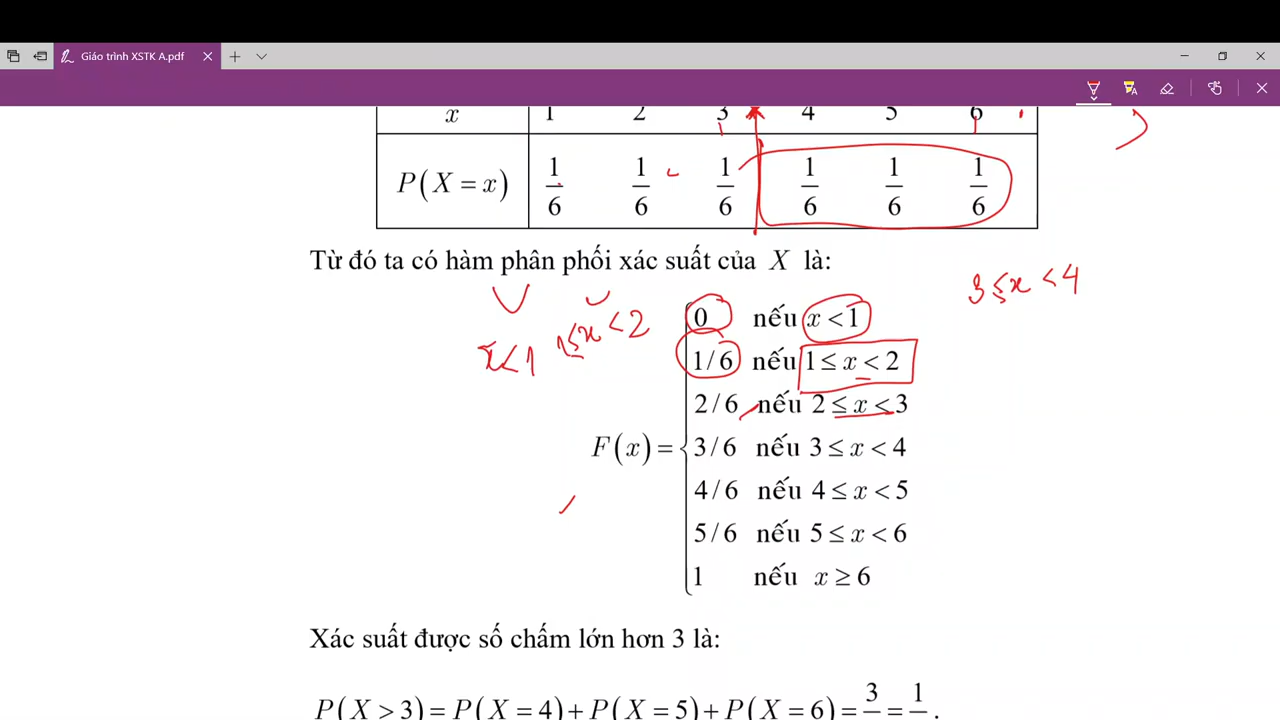 Giáo trình XSTK A.pdf
x 1 2 3 4 5 6
P(X = x) 1/6 1/6 1/6 1/6 1/6 1/6
Từ đó ta có hàm phân phối xác suất của X là:
3 ≤ x < 4
x < 1 1 ≤ x < 2
F(x) =
0 nếu x < 1
1/6 nếu 1 ≤ x < 2
2/6 nếu 2 ≤ x < 3
3/6 nếu 3 ≤ x < 4
4/6 nếu 4 ≤ x < 5
5/6 nếu 5 ≤ x < 6
1 nếu x ≥ 6
Xác suất được số chấm lớn hơn 3 là:
P(X > 3) = P(X = 4) + P(X = 5) + P(X = 6) = 3 = 1 .